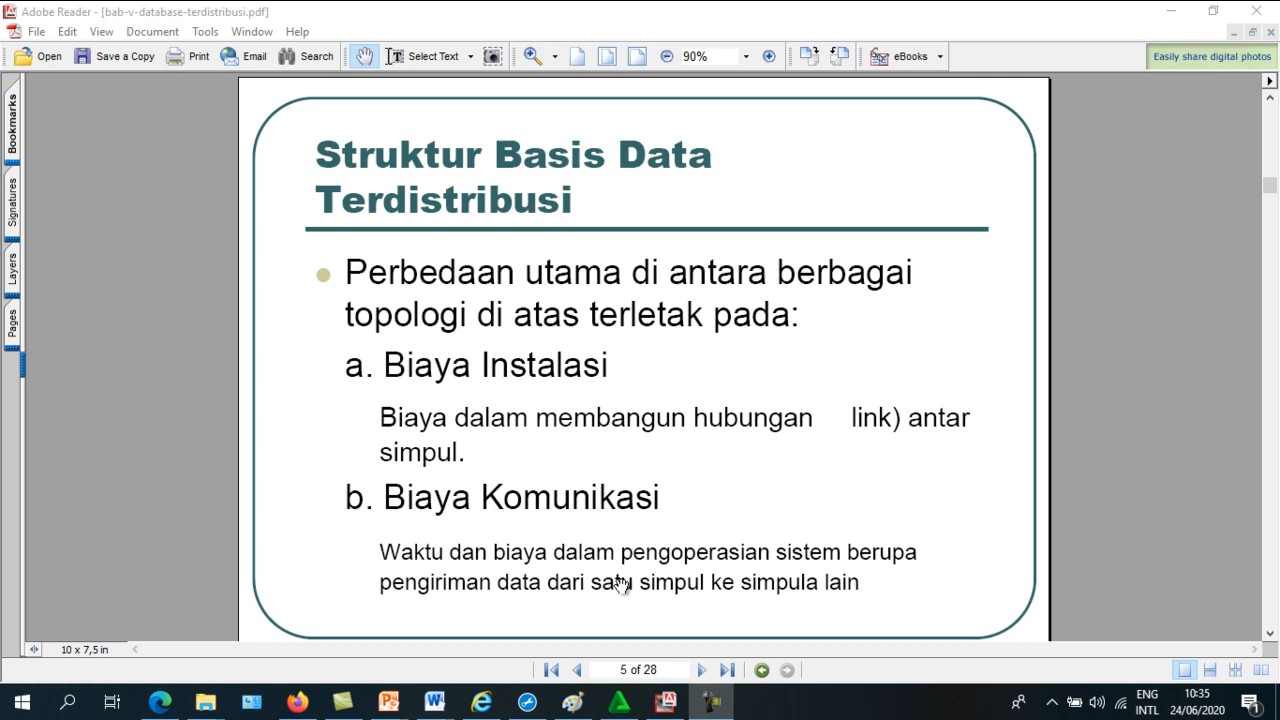 Adobe Reader - [bab-v-database-terdistribusi.pdf]
File Edit View Document Tools Window Help
Open Save a Copy Print Email Search Select Text 90% eBooks Easily share digital photos
Bookmarks
Signatures
Layers
Pages
Struktur Basis Data
Terdistribusi
Perbedaan utama di antara berbagai
topologi di atas terletak pada:
a. Biaya Instalasi
Biaya dalam membangun hubungan link) antar
simpul.
b. Biaya Komunikasi
Waktu dan biaya dalam pengoperasian sistem berupa
pengiriman data dari satu simpul ke simpula lain
10 x 7,5 in
5 of 28
ENG 10:35
INTL 24/06/2020 1